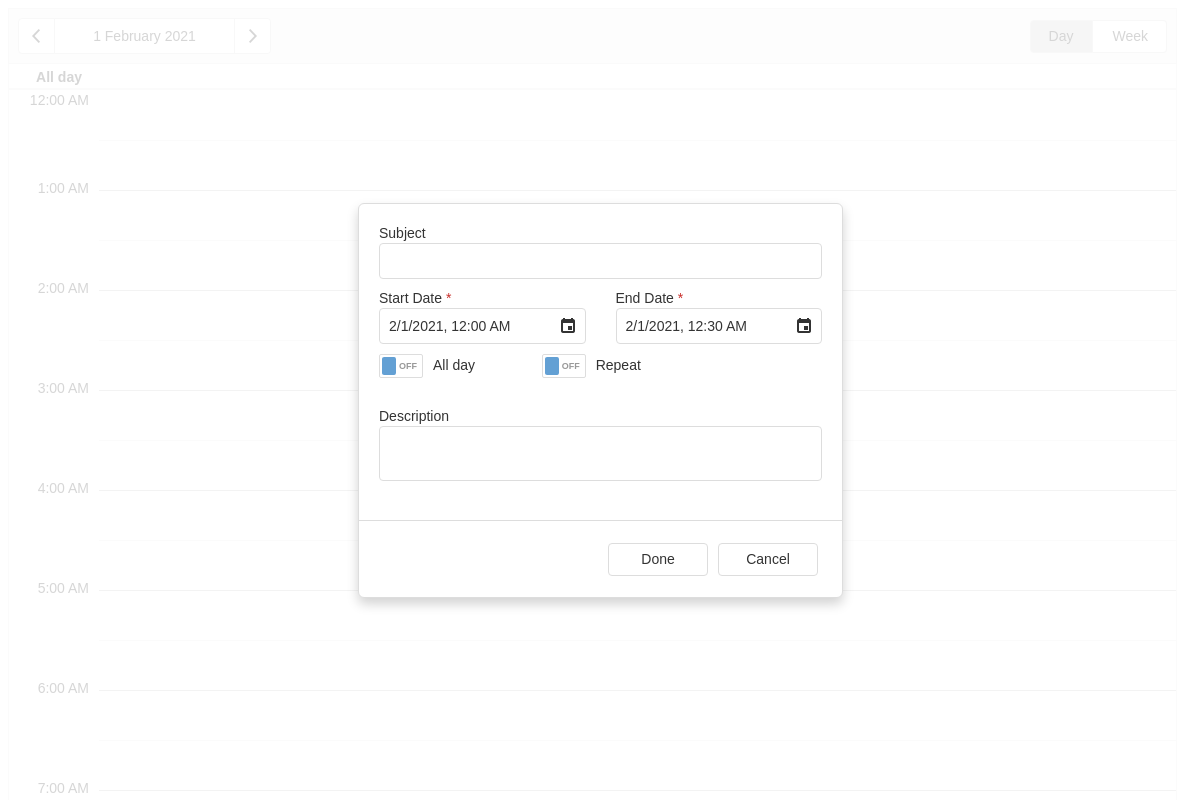 1 February 2021 Day Week
All day
12:00 AM
1:00 AM
Subject
2:00 AM
Start Date * End Date *
2/1/2021, 12:00 AM 2/1/2021, 12:30 AM
OFF All day OFF Repeat
3:00 AM
Description
4:00 AM
Done Cancel
5:00 AM
6:00 AM
7:00 AM